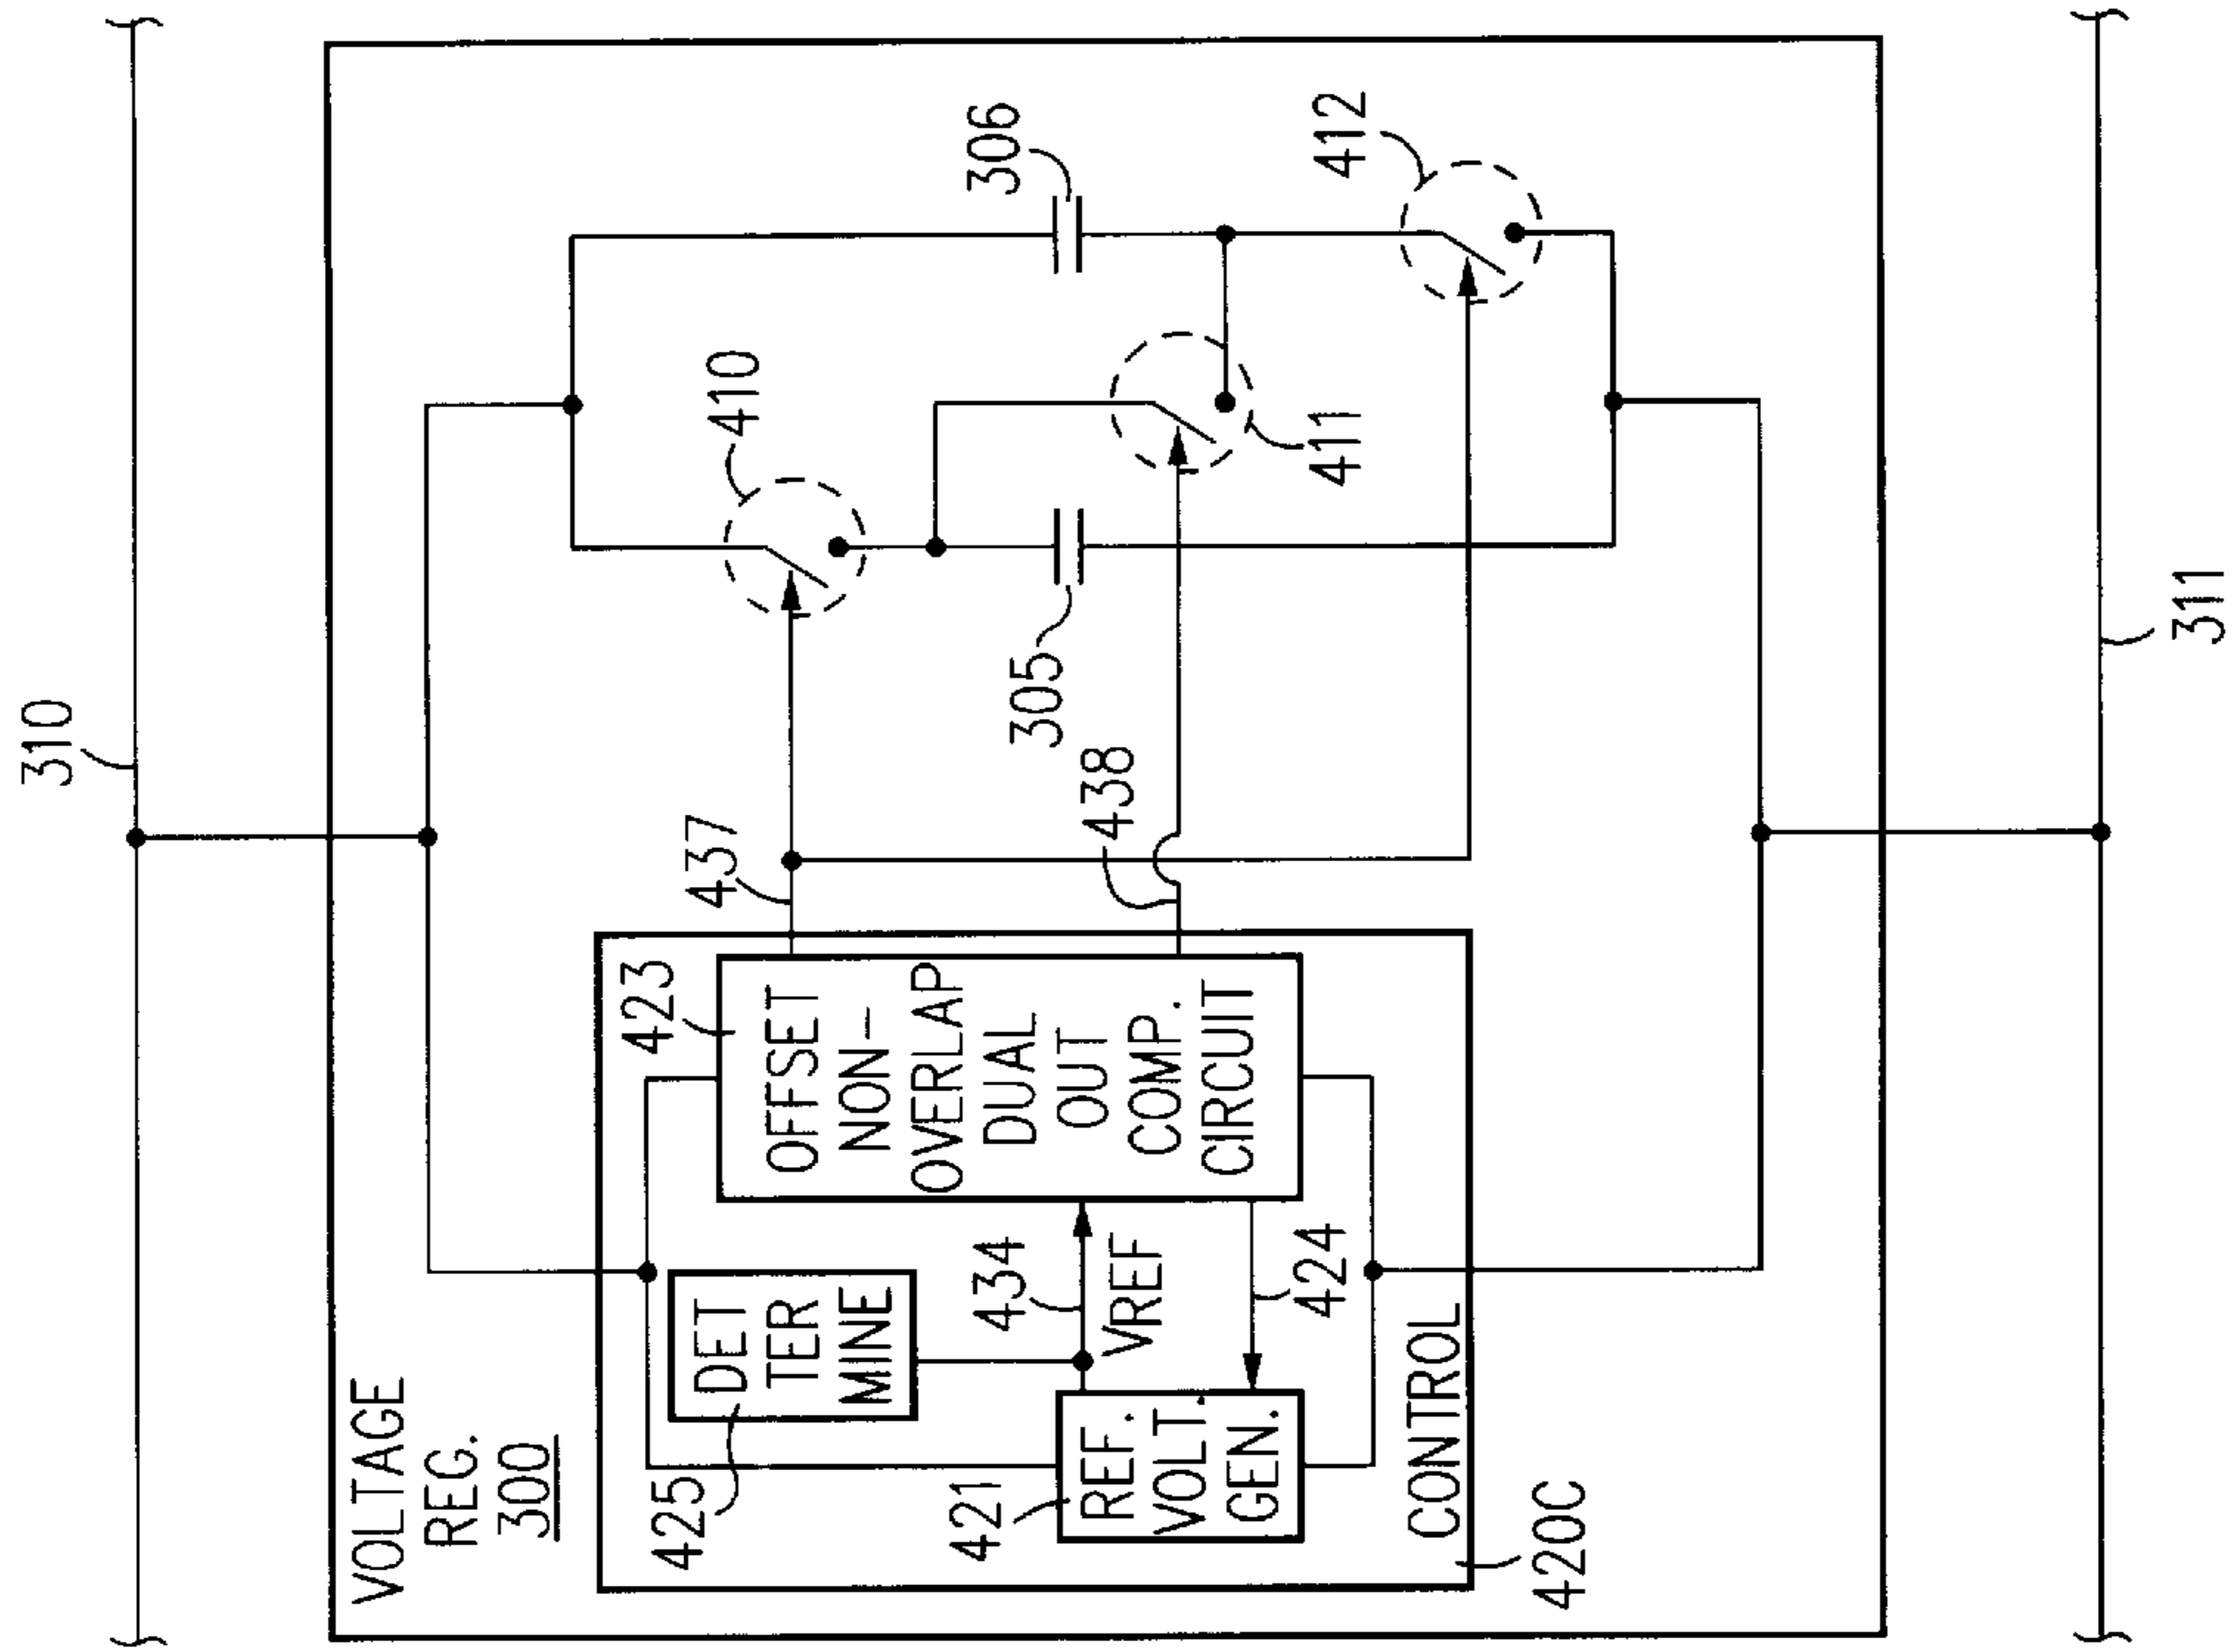 310
VOLTAGE
REG.
300
425
DET
TER
MINE
423
OFFSET
NON-
OVERLAP
DUAL
OUT
COMP.
CIRCUIT
437
410
434
VREF
305
306
438
421
REF.
VOLT.
GEN.
424
411
412
CONTROL
420C
311